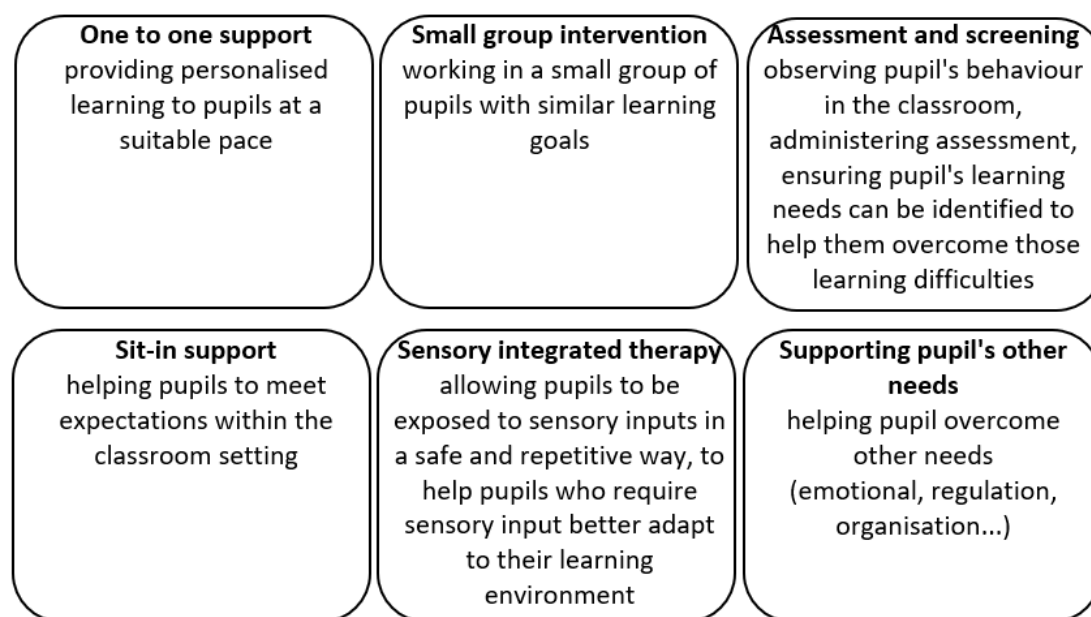 One to one support
providing personalised
learning to pupils at a
suitable pace
Small group intervention
working in a small group of
pupils with similar learning
goals
Assessment and screening
observing pupil's behaviour
in the classroom,
administering assessment,
ensuring pupil's learning
needs can be identified to
help them overcome those
learning difficulties
Sit-in support
helping pupils to meet
expectations within the
classroom setting
Sensory integrated therapy
allowing pupils to be
exposed to sensory inputs in
a safe and repetitive way, to
help pupils who require
sensory input better adapt
to their learning
environment
Supporting pupil's other
needs
helping pupil overcome
other needs
(emotional, regulation,
organisation...)